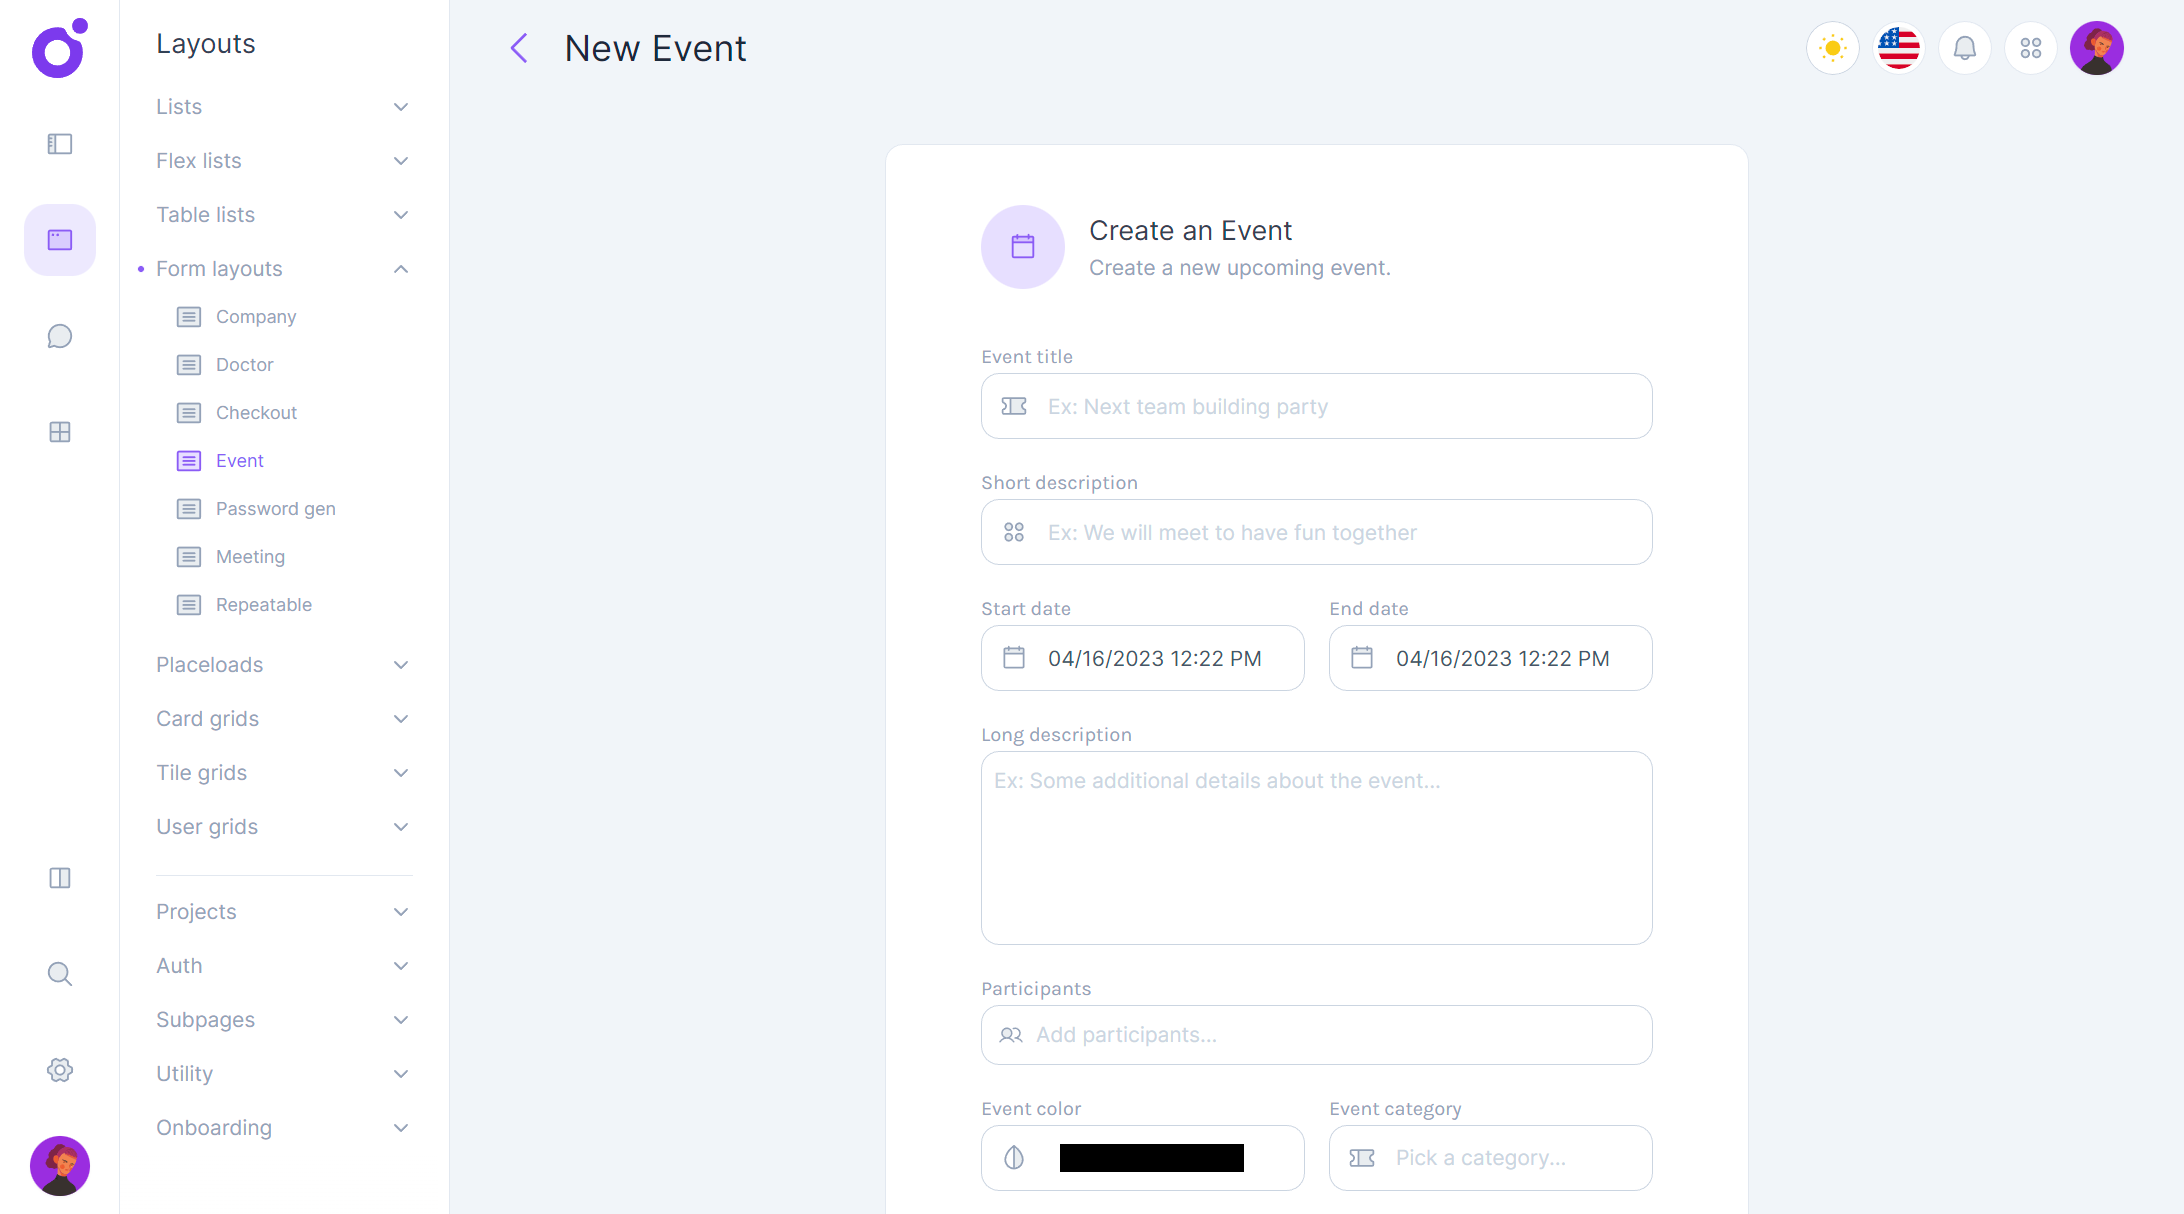 Layouts
Lists
Flex lists
Table lists
Form layouts
Company
Doctor
Checkout
Event
Password gen
Meeting
Repeatable
Placeloads
Card grids
Tile grids
User grids
Projects
Auth
Subpages
Utility
Onboarding
New Event
Create an Event
Create a new upcoming event.
Event title
Ex: Next team building party
Short description
Ex: We will meet to have fun together
Start date
04/16/2023 12:22 PM
End date
04/16/2023 12:22 PM
Long description
Ex: Some additional details about the event...
Participants
Add participants...
Event color
Event category
Pick a category...